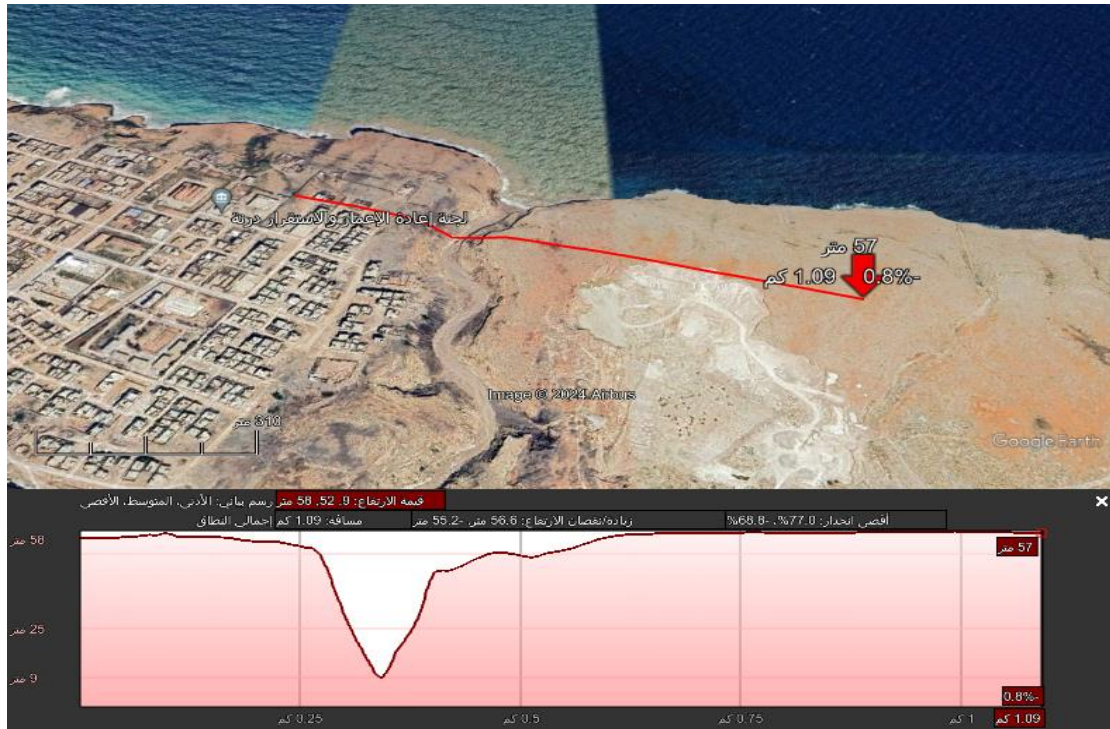 لجنة إعادة الإعمار والاستقرار درنة
57 متر
1.09 كم
-0.8%
Image © 2024 Airbus
310 متر
Google Earth
رسم بياني: الأدنى، المتوسط، الأقصى قيمة الارتفاع: 9, 52, 58 متر
إجمالي النطاق مسافة: 1.09 كم زيادة/نقصان الارتفاع: 56.6 متر, -55.2 متر أقصى انحدار: 77.0%, -68.8%
58 متر
57 متر
25 متر
9 متر
-0.8%
0.25 كم
0.5 كم
0.75 كم
1 كم
1.09 كم